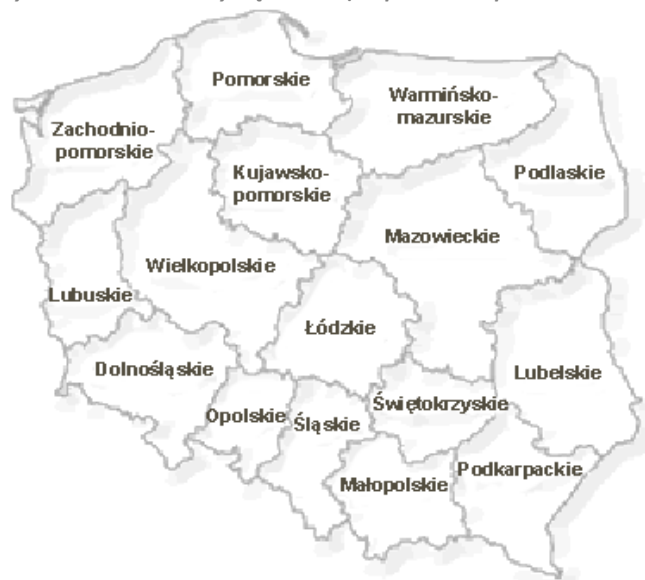 Pomorskie
Warmińsko-
mazurskie
Zachodnio-
pomorskie
Kujawsko-
pomorskie
Podlaskie
Mazowieckie
Wielkopolskie
Lubuskie
Łódzkie
Dolnośląskie
Lubelskie
Opolskie
Śląskie
Świętokrzyskie
Podkarpackie
Małopolskie